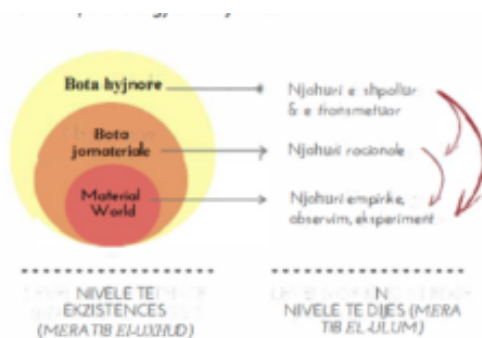 Bota hyjnore
Njohuri e shpallur
& e transmetuar
Bota
jomateriale
Njohuri racionale
Material
World
Njohuri empirike,
observim, eksperiment
NIVELE TE
EKZISTENCES
(MERATIB El-UXHUD)
N
NIVELE TE DIJES (MERA
TIB EL-ULUM)